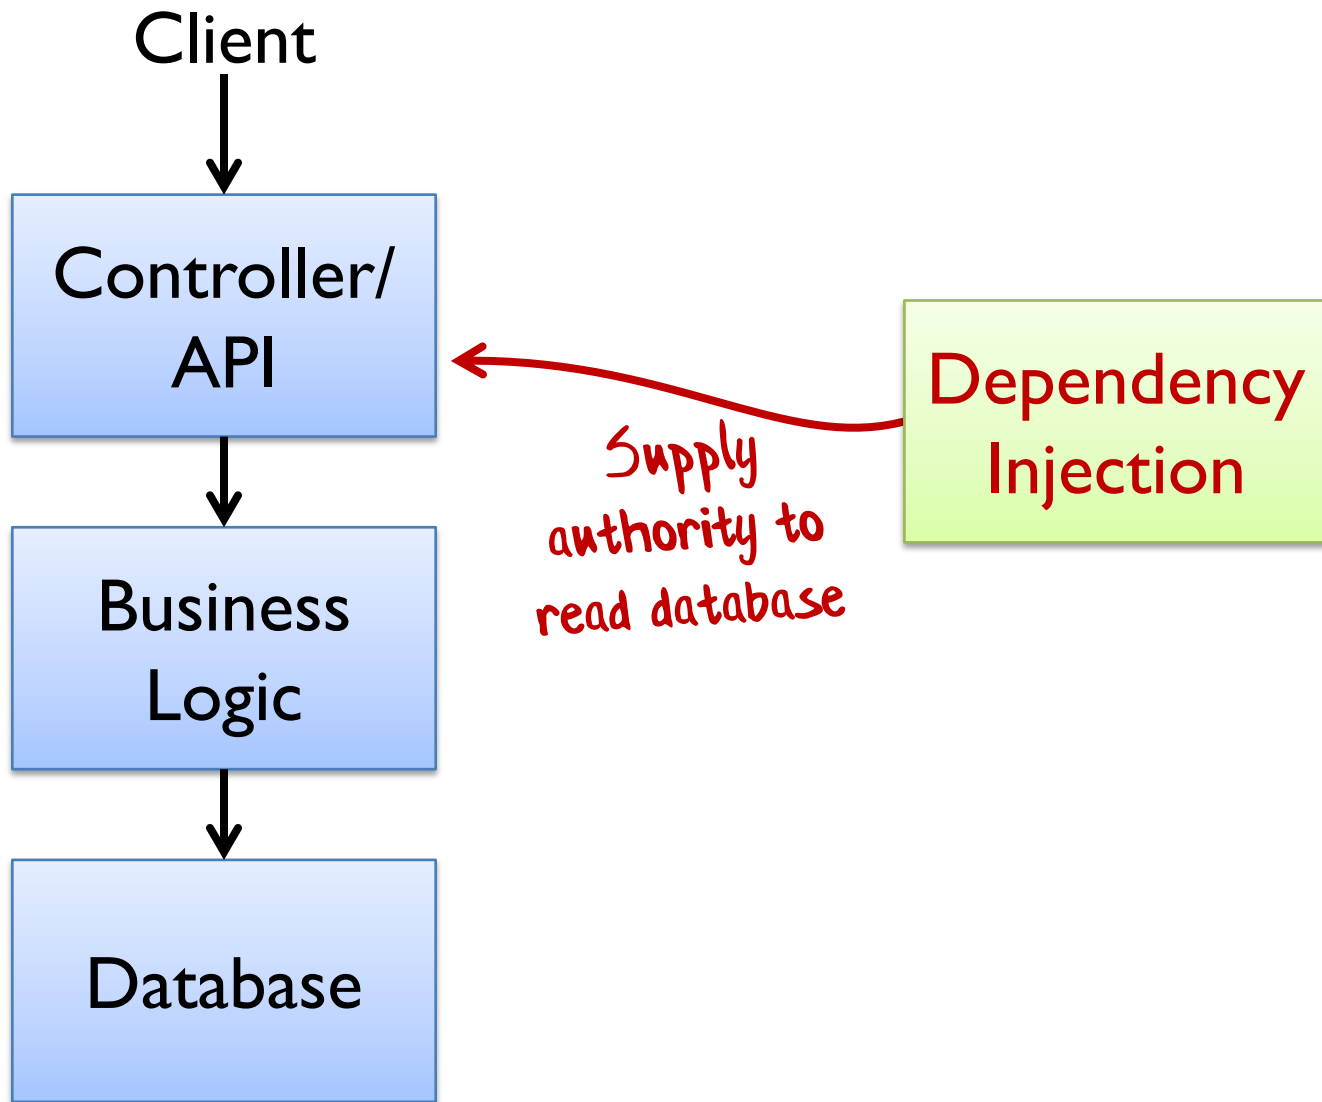 Client
Controller/
API
Dependency
Injection
Supply
authority to
read database
Business
Logic
Database